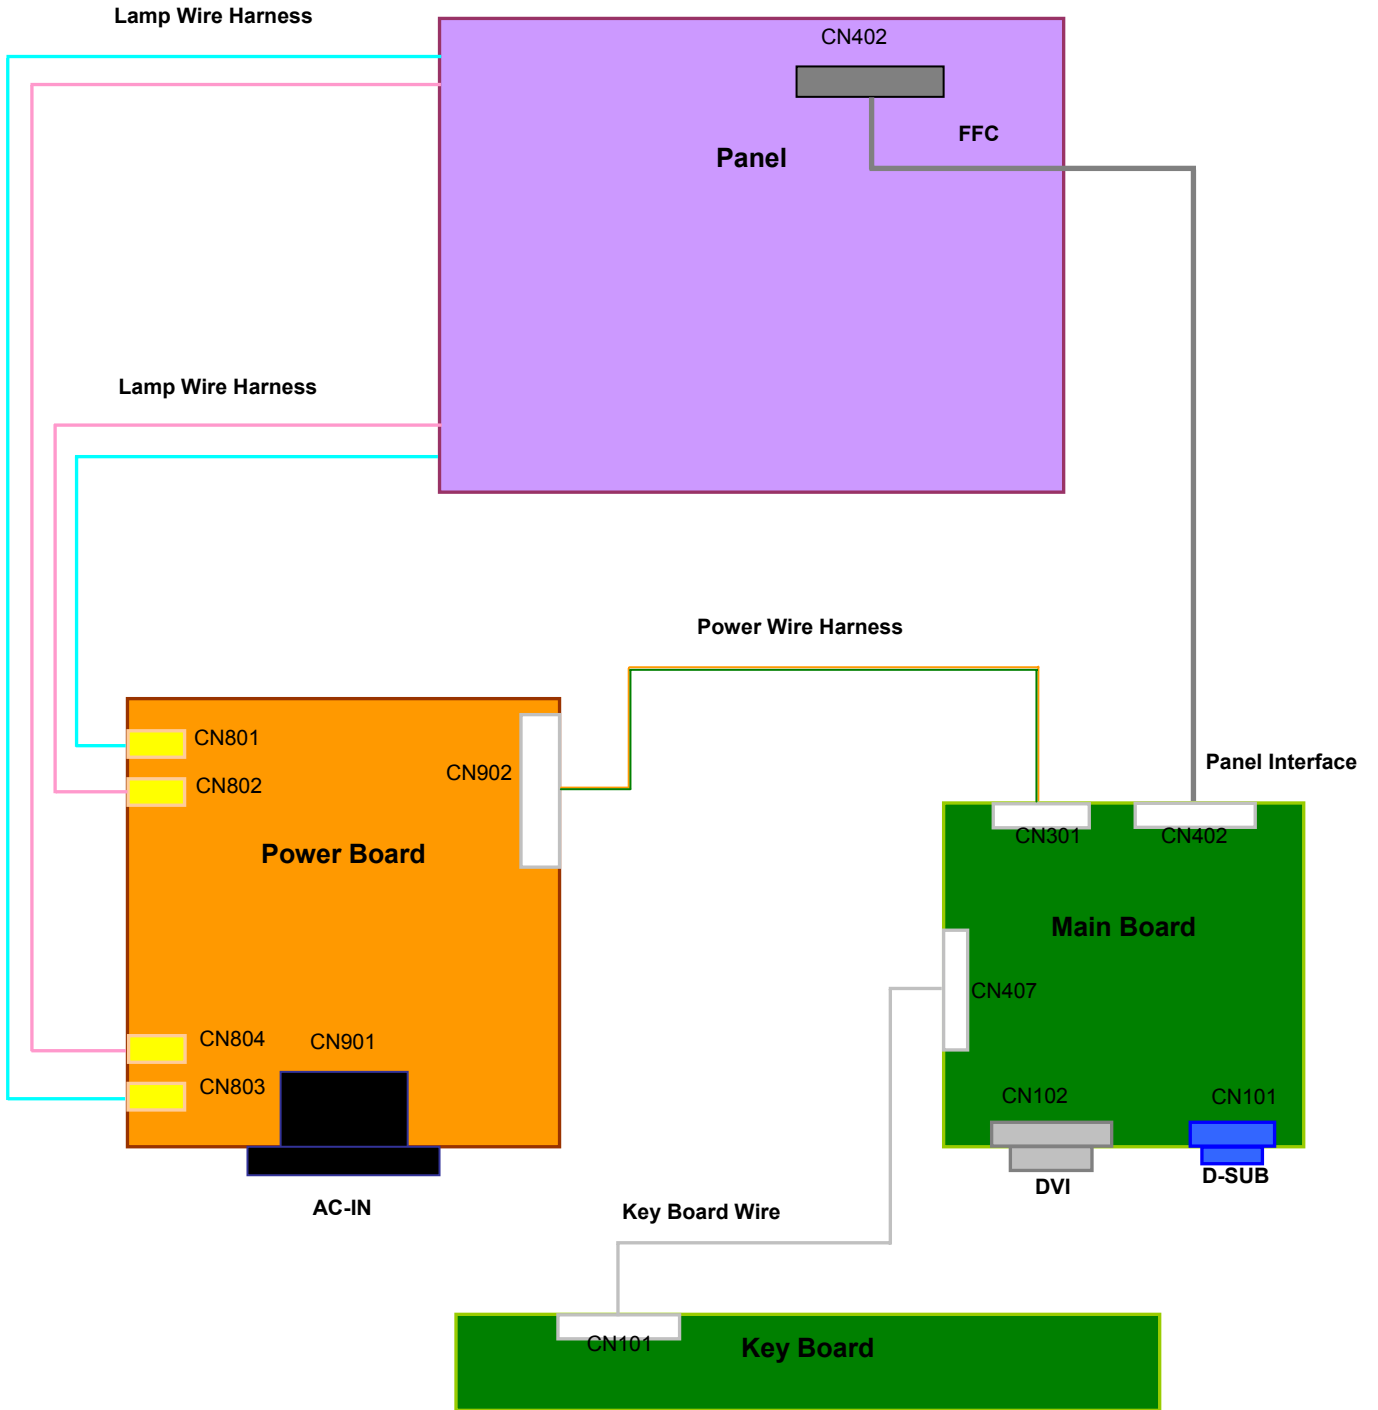 Lamp Wire Harness
CN402
FFC
Panel
Lamp Wire Harness
Power Wire Harness
CN801
CN802
CN902
Power Board
CN804
CN901
CN803
AC-IN
Panel Interface
CN301
CN402
Main Board
CN407
CN102
CN101
DVI
D-SUB
Key Board Wire
CN101
Key Board